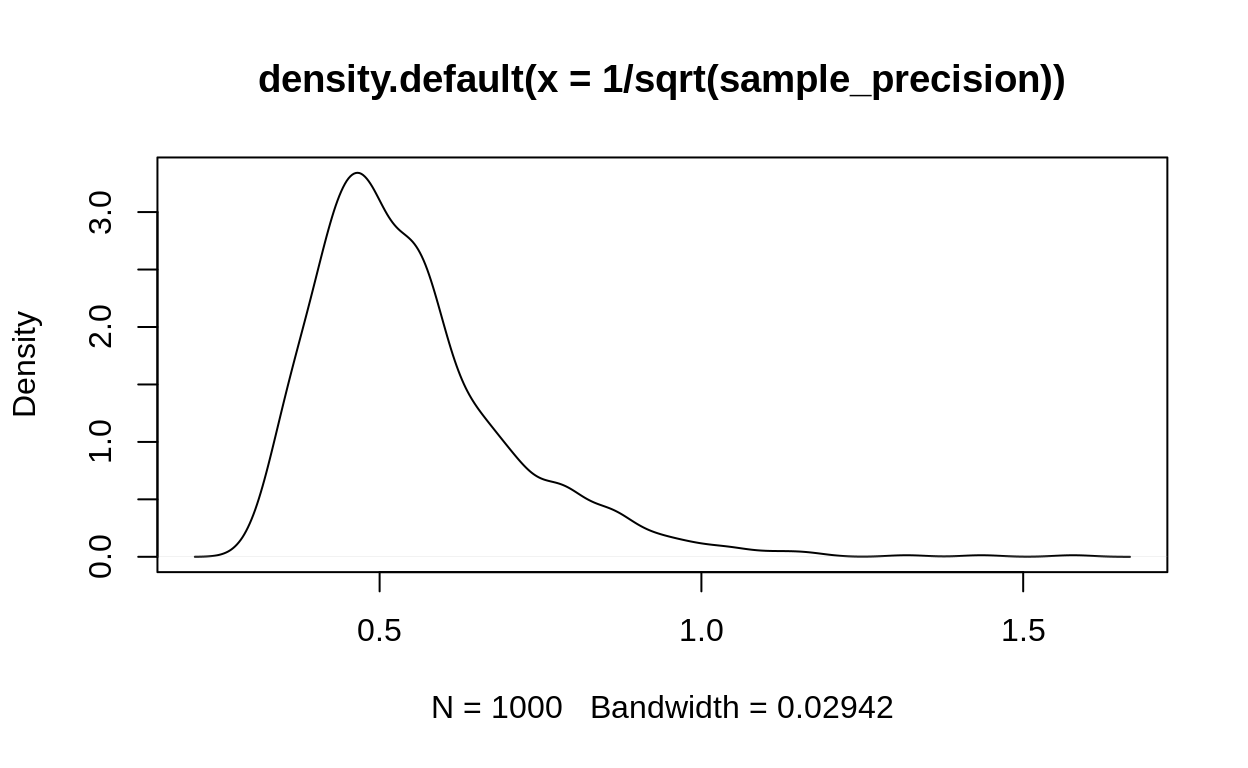 density.default(x = 1/sqrt(sample_precision))
Density
3.0
2.0
1.0
0.0
0.5 1.0 1.5
N = 1000 Bandwidth = 0.02942